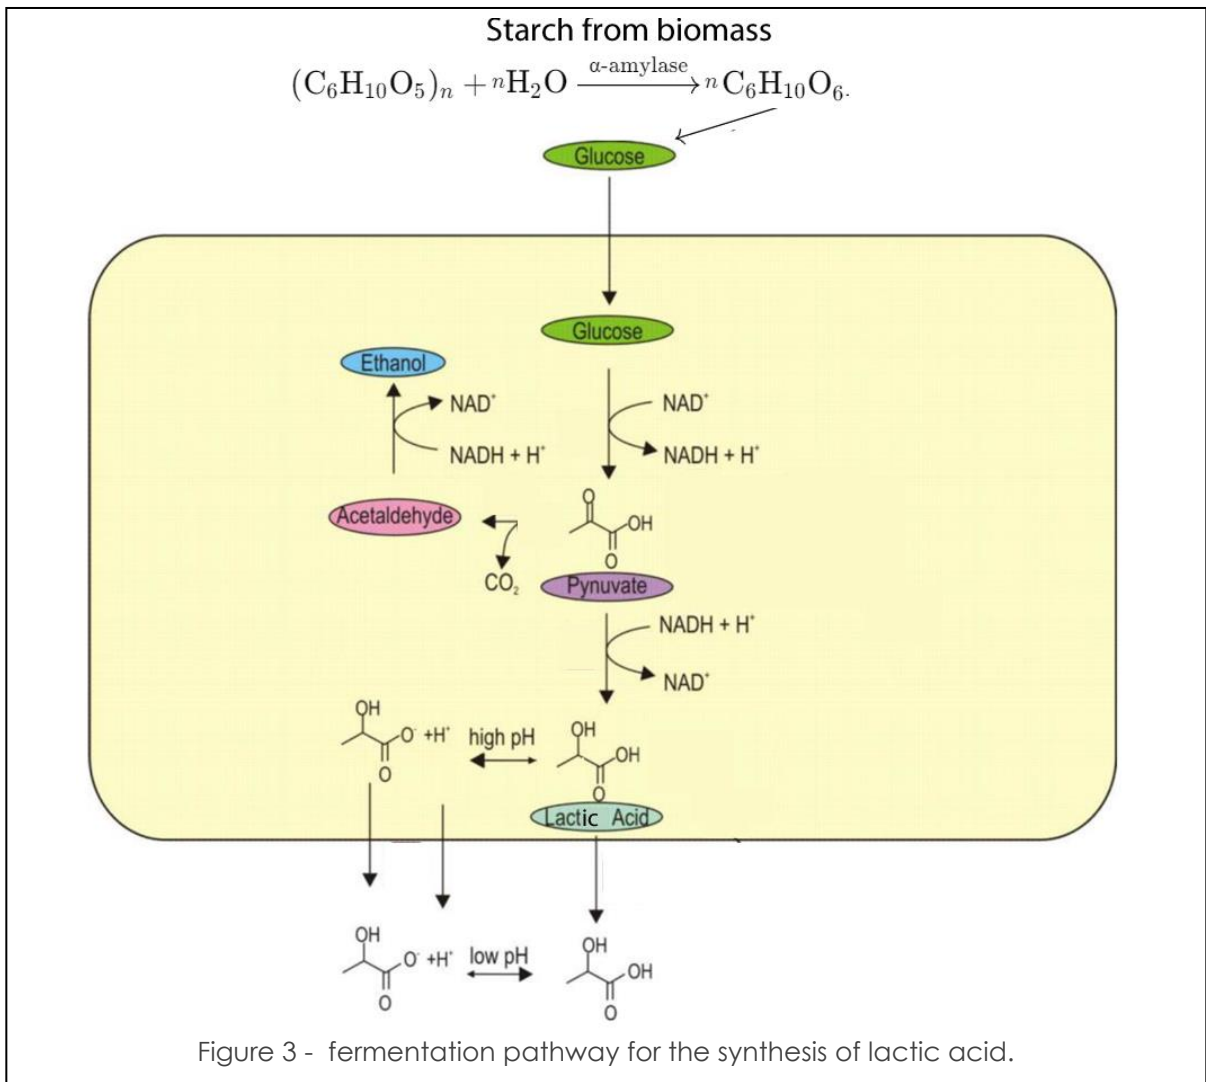 Starch from biomass
(C₆H₁₀O₅)ₙ + nH₂O α-amylase n C₆H₁₀O₆.
Glucose
Glucose
Ethanol
NAD⁺
NADH + H⁺
NAD⁺
NADH + H⁺
Acetaldehyde
CO₂
O
OH
O
Pynuvate
NADH + H⁺
NAD⁺
OH
O⁻ +H⁺
O
high pH
OH
OH
O
Lactic Acid
OH
O⁻ +H⁺
O
low pH
OH
OH
O
Figure 3 - fermentation pathway for the synthesis of lactic acid.